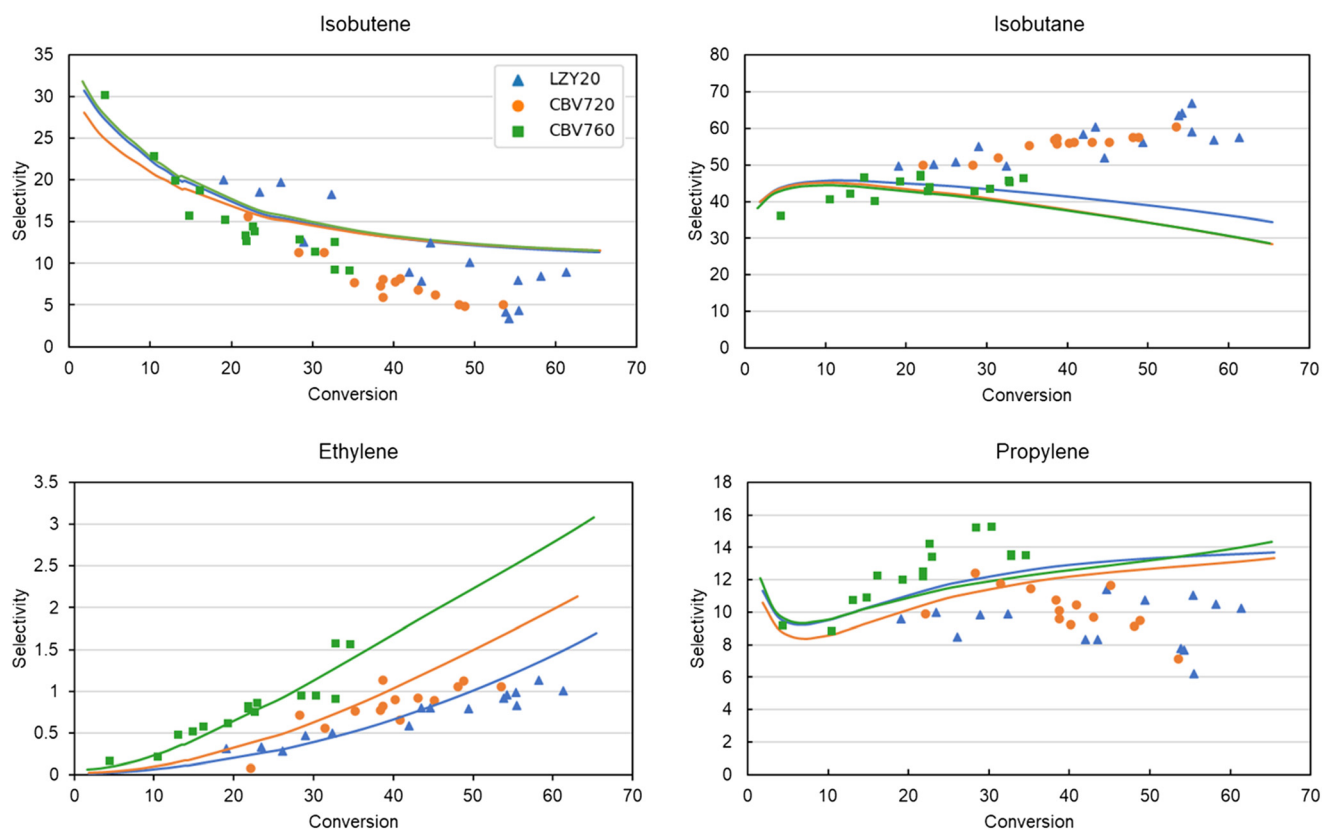 Isobutene
35
30
25
20
15
10
5
0
Selectivity
0 10 20 30 40 50 60 70
Conversion
LZY20
CBV720
CBV760
Isobutane
80
70
60
50
40
30
20
10
0
Selectivity
0 10 20 30 40 50 60 70
Conversion
Ethylene
3.5
3
2.5
2
1.5
1
0.5
0
Selectivity
0 10 20 30 40 50 60 70
Conversion
Propylene
18
16
14
12
10
8
6
4
2
0
Selectivity
0 10 20 30 40 50 60 70
Conversion